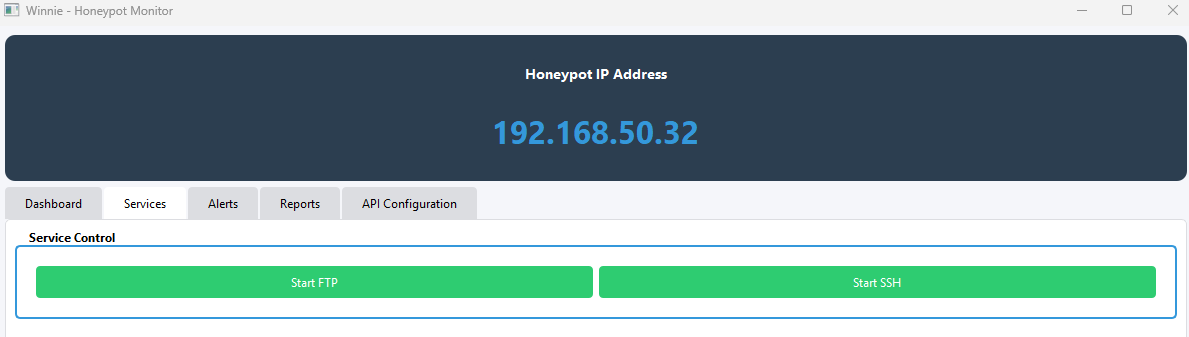 Winnie - Honeypot Monitor
Honeypot IP Address
192.168.50.32
Dashboard Services Alerts Reports API Configuration
Service Control
Start FTP Start SSH